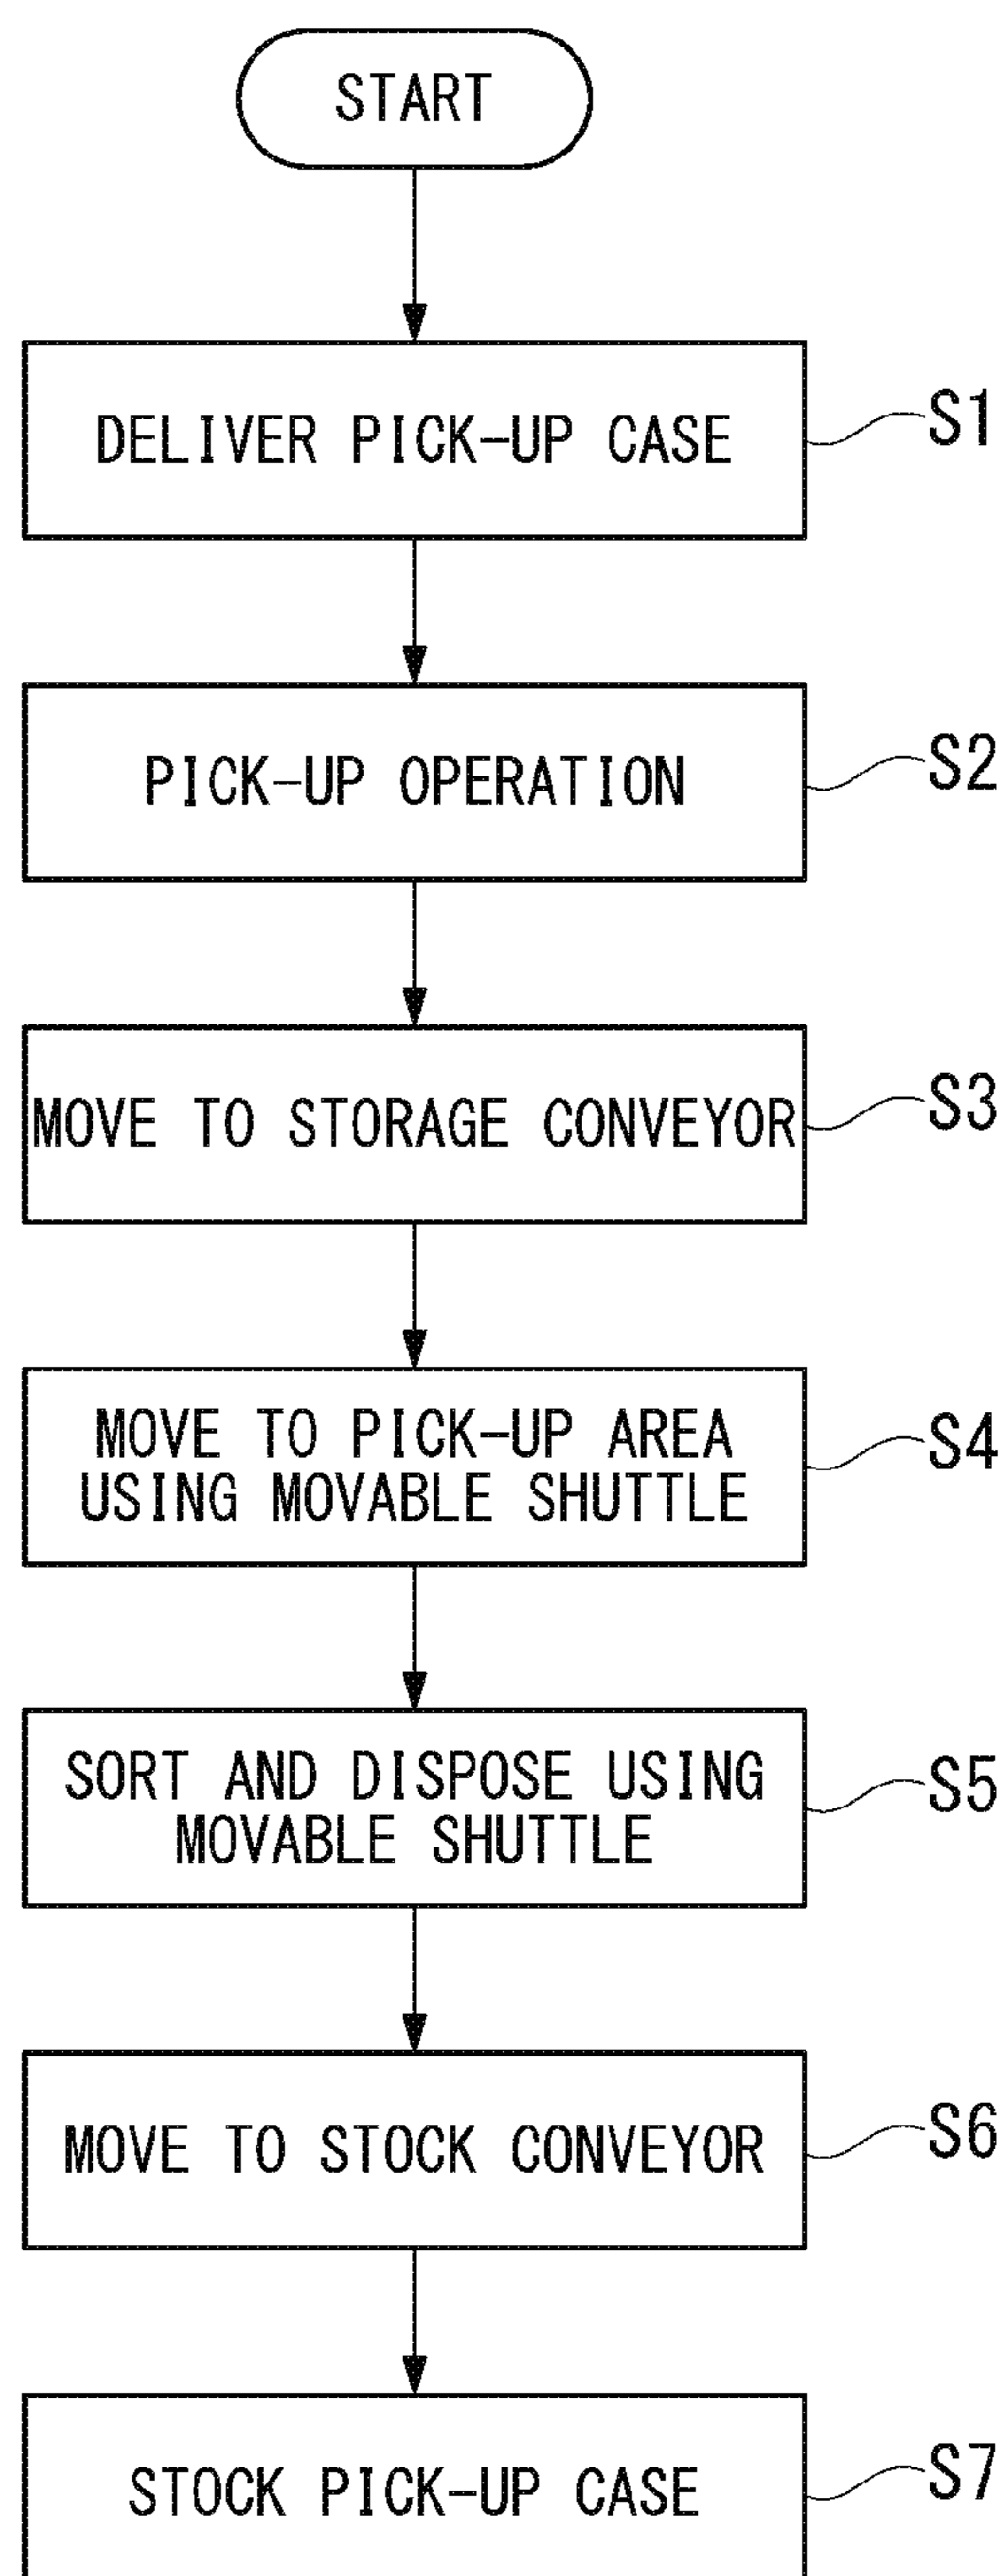 START
DELIVER PICK-UP CASE
S1
PICK-UP OPERATION
S2
MOVE TO STORAGE CONVEYOR
S3
MOVE TO PICK-UP AREA
USING MOVABLE SHUTTLE
S4
SORT AND DISPOSE USING
MOVABLE SHUTTLE
S5
MOVE TO STOCK CONVEYOR
S6
STOCK PICK-UP CASE
S7